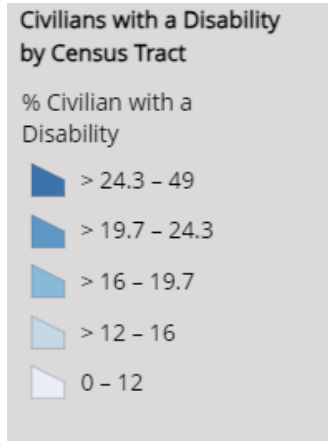 Civilians with a Disability
by Census Tract
% Civilian with a
Disability
> 24.3 – 49
> 19.7 – 24.3
> 16 – 19.7
> 12 – 16
0 – 12